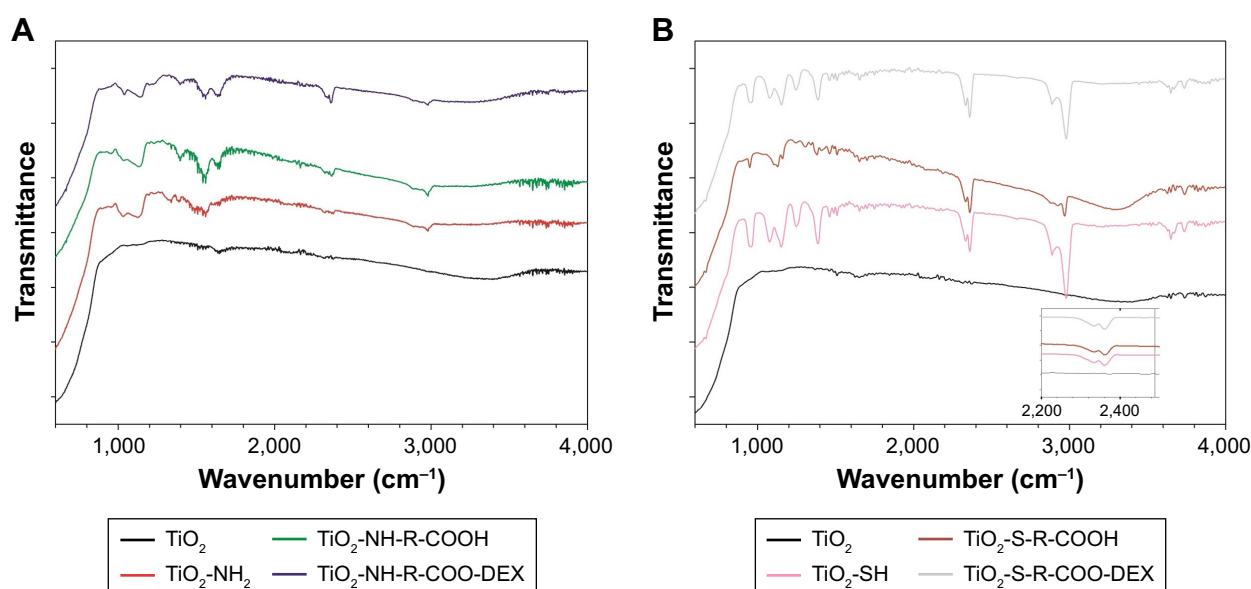 A
Transmittance
1,000 2,000 3,000 4,000
Wavenumber (cm⁻¹)
TiO₂ TiO₂-NH-R-COOH
TiO₂-NH₂ TiO₂-NH-R-COO-DEX
B
Transmittance
2,200 2,400
1,000 2,000 3,000 4,000
Wavenumber (cm⁻¹)
TiO₂ TiO₂-S-R-COOH
TiO₂-SH TiO₂-S-R-COO-DEX